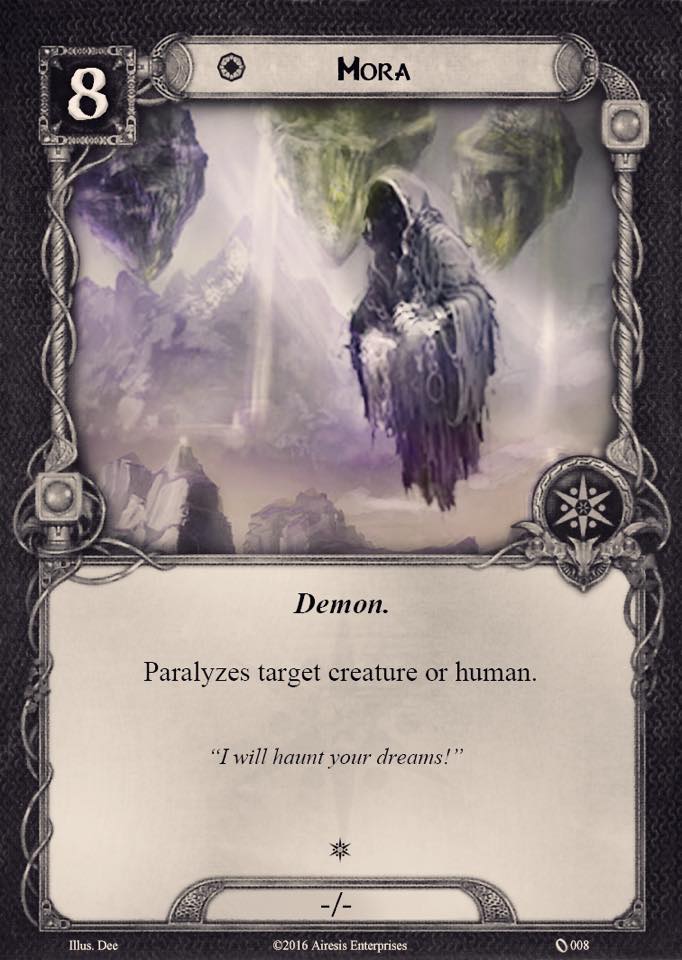 8
Mora
Demon.
Paralyzes target creature or human.
“I will haunt your dreams!”
-/-
Illus. Dee
©2016 Airesis Enterprises
008